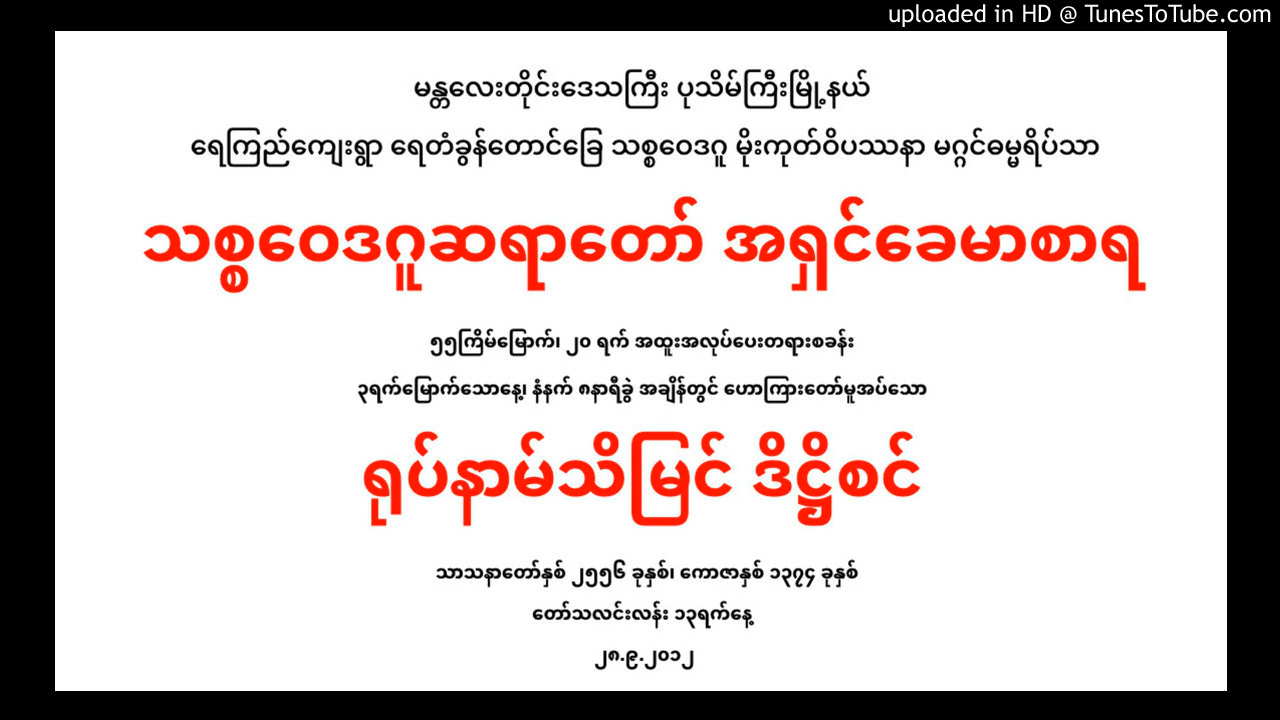 uploaded in HD @ TunesToTube.com
မန္တလေးတိုင်းဒေသကြီး ပုသိမ်ကြီးမြို့နယ်
ရေကြည်ကျေးရွာ ရေတံခွန်တောင်ခြေ သစ္စဝေဒဂူ မိုးကုတ်ဝိပဿနာ မဂ္ဂင်ဓမ္မရိပ်သာ
သစ္စဝေဒဂူဆရာတော် အရှင်ခေမာစာရ
၅၅ကြိမ်မြောက်၊ ၂၀ ရက် အထူးအလုပ်ပေးတရားစခန်း
၃ရက်မြောက်သောနေ့၊ နံနက် ၈နာရီခွဲ အချိန်တွင် ဟောကြားတော်မူအပ်သော
ရုပ်နာမ်သိမြင် ဒိဋ္ဌိစင်
သာသနာတော်နှစ် ၂၅၅၆ ခုနှစ်၊ ကောဇာနှစ် ၁၃၇၄ ခုနှစ်
တော်သလင်းလန်း ၁၃ရက်နေ့
၂၈.၉.၂၀၁၂